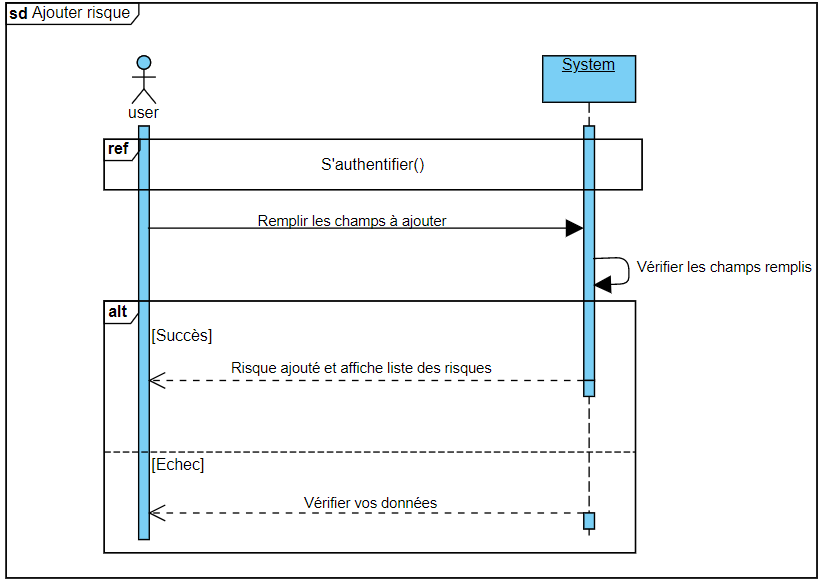 sd Ajouter risque
System
user
ref
S'authentifier()
Remplir les champs à ajouter
Vérifier les champs remplis
alt
[Succès]
Risque ajouté et affiche liste des risques
[Echec]
Vérifier vos données